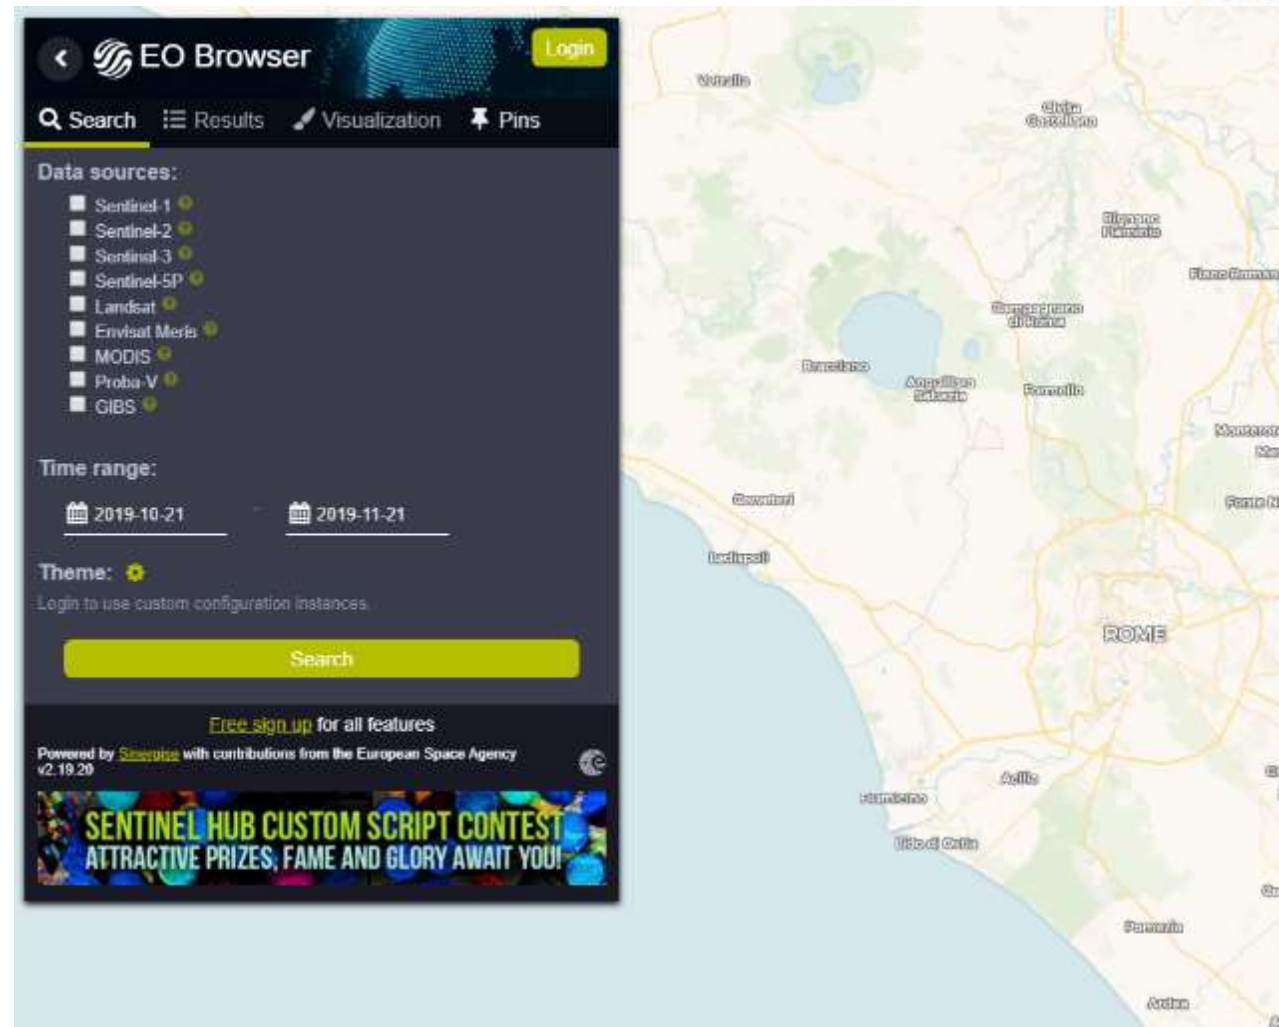 EO Browser
Login
Search
Results
Visualization
Pins
Data sources:
Sentinel-1
Sentinel-2
Sentinel-3
Sentinel-5P
Landsat
Envisat Meris
MODIS
Proba-V
GIBS
Time range:
2019-10-21 - 2019-11-21
Theme:
Login to use custom configuration instances.
Search
Free sign up for all features
Powered by Sinergise with contributions from the European Space Agency
v2.19.20
SENTINEL HUB CUSTOM SCRIPT CONTEST
ATTRACTIVE PRIZES, FAME AND GLORY AWAIT YOU!
Vetralla
Civita
Castellana
Rignano
Flaminio
Fiano Roman
Campagnano
di Roma
Bracciano
Anguillara
Sabazia
Formello
Cerveteri
Ladispoli
ROME
Acilia
Fiumicino
Lido di Ostia
Pomezia
Ardea